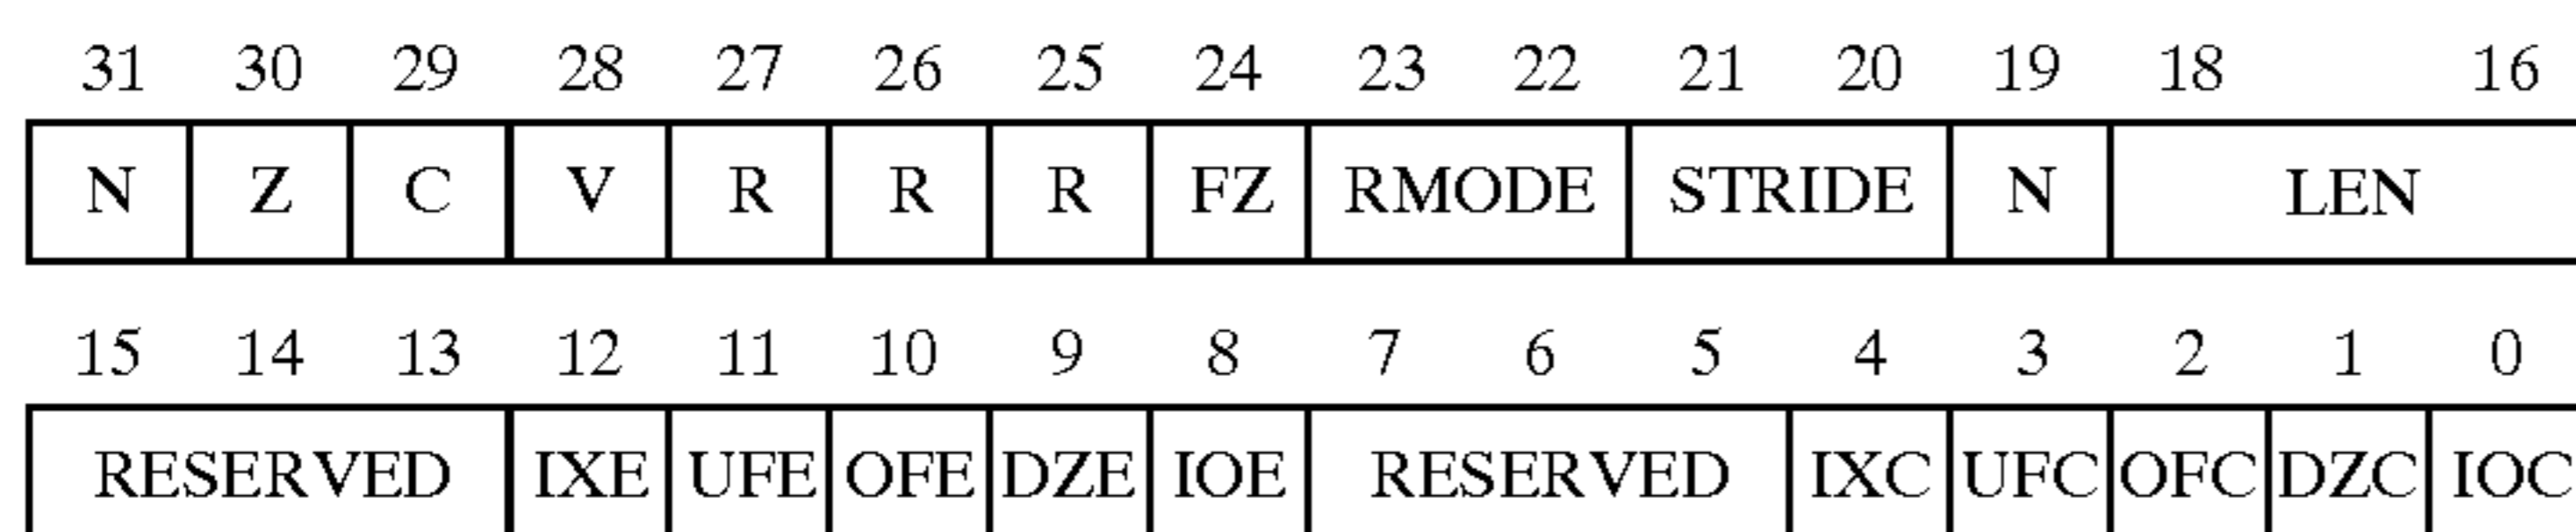 31 30 29 28 27 26 25 24 23 22 21 20 19 18 16
N Z C V R R R FZ RMODE STRIDE N LEN
15 14 13 12 11 10 9 8 7 6 5 4 3 2 1 0
RESERVED IXE UFE OFE DZE IOE RESERVED IXC UFC OFC DZC IOC